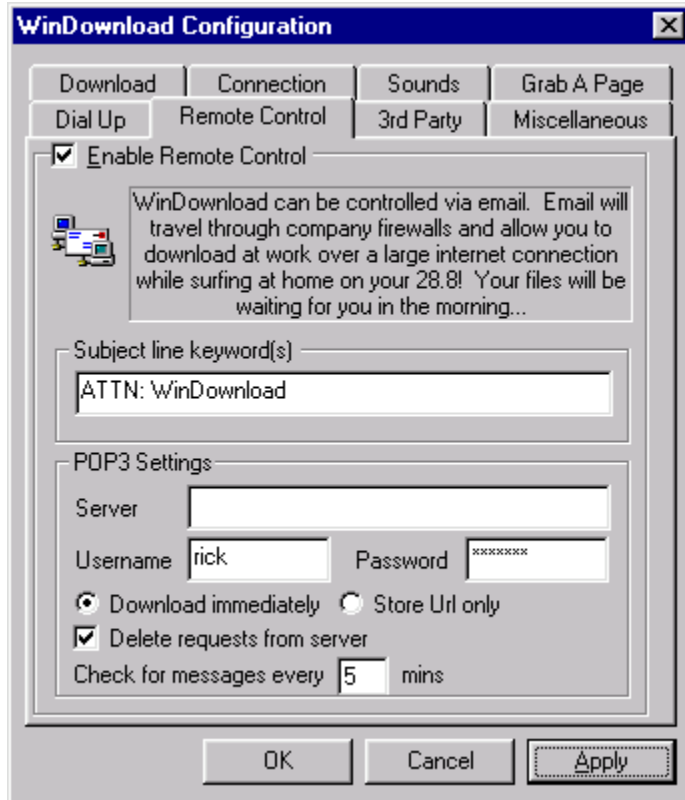 WinDownload Configuration
Download Connection Sounds Grab A Page
Dial Up Remote Control 3rd Party Miscellaneous
Enable Remote Control
WinDownload can be controlled via email. Email will
travel through company firewalls and allow you to
download at work over a large internet connection
while surfing at home on your 28.8! Your files will be
waiting for you in the morning...
Subject line keyword(s)
ATTN: WinDownload
POP3 Settings
Server
Username rick Password *******
Download immediately Store Url only
Delete requests from server
Check for messages every 5 mins
OK Cancel Apply